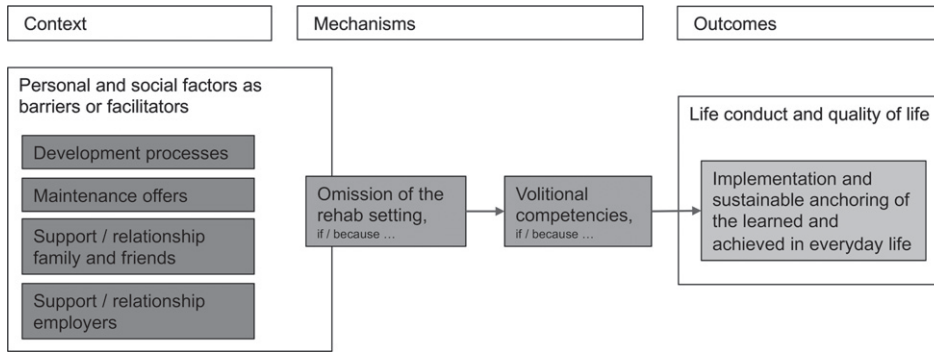 Context
Mechanisms
Outcomes
Personal and social factors as
barriers or facilitators
Development processes
Maintenance offers
Support / relationship
family and friends
Support / relationship
employers
Omission of the
rehab setting,
if / because ...
Volitional
competencies,
if / because ...
Life conduct and quality of life
Implementation and
sustainable anchoring of
the learned and
achieved in everyday life